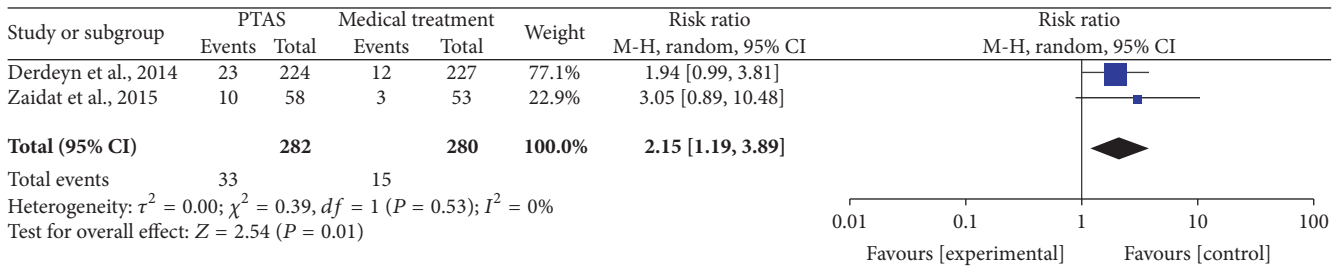 Study or subgroup PTAS Medical treatment Weight Risk ratio Risk ratio
Events Total Events Total M-H, random, 95% CI M-H, random, 95% CI
Derdeyn et al., 2014 23 224 12 227 77.1% 1.94 [0.99, 3.81]
Zaidat et al., 2015 10 58 3 53 22.9% 3.05 [0.89, 10.48]
Total (95% CI) 282 280 100.0% 2.15 [1.19, 3.89]
Total events 33 15
Heterogeneity: τ² = 0.00; χ² = 0.39, df = 1 (P = 0.53); I² = 0%
Test for overall effect: Z = 2.54 (P = 0.01)
0.01 0.1 1 10 100
Favours [experimental] Favours [control]